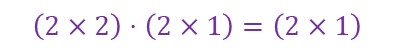 (2 × 2) · (2 × 1) = (2 × 1)